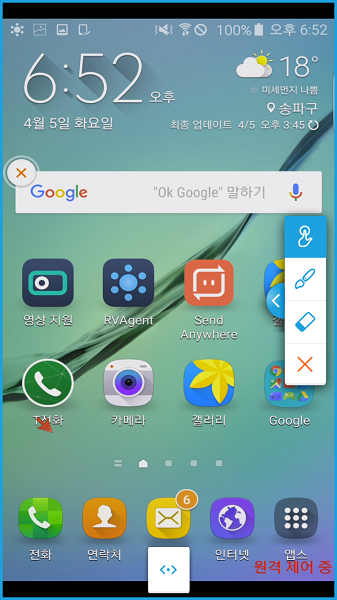 100% 오후 6:52
6:52 오후
4월 5일 화요일
18°
미세먼지 나쁨
송파구
최종 업데이트 4/5 오후 3:45
Google "Ok Google" 말하기
영상 지원
RVAgent
Send
Anywhere
T전화
카메라
갤러리
Google
전화
연락처
6
인터넷
앱스
원격 제어 중